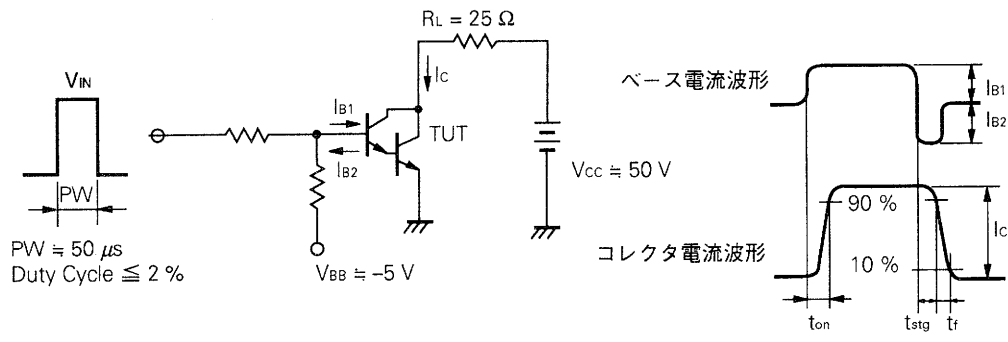 RL = 25 Ω
VIN
IC
IB1
TUT
IB2
VCC ≒ 50 V
PW
PW ≒ 50 μs
Duty Cycle ≦ 2 %
VBB ≒ –5 V
ベース電流波形
IB1
IB2
90 %
コレクタ電流波形
10 %
IC
ton
tstg
tf